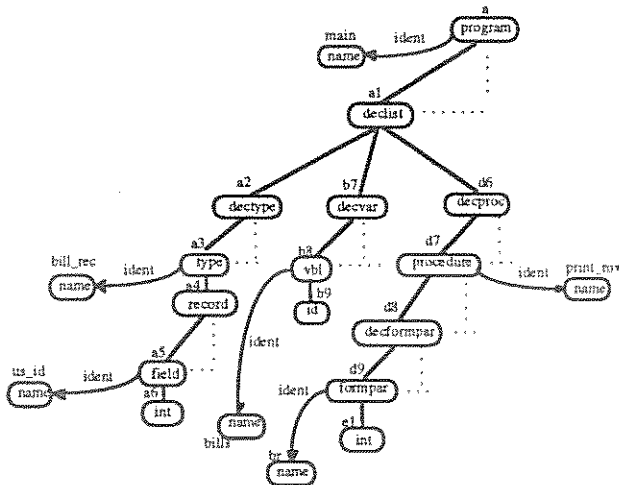 a
main
ident
program
name
a1
declist
a2
b7
d6
dectype
decvar
decproc
a3
b8
d7
bill_rec
ident
type
vbl
procedure
ident
name
a4
b9
name
record
id
d8
decformpar
a5
ident
us_id
ident
field
d9
name
a6
ident
formpar
int
name
e1
bills
int
br
name